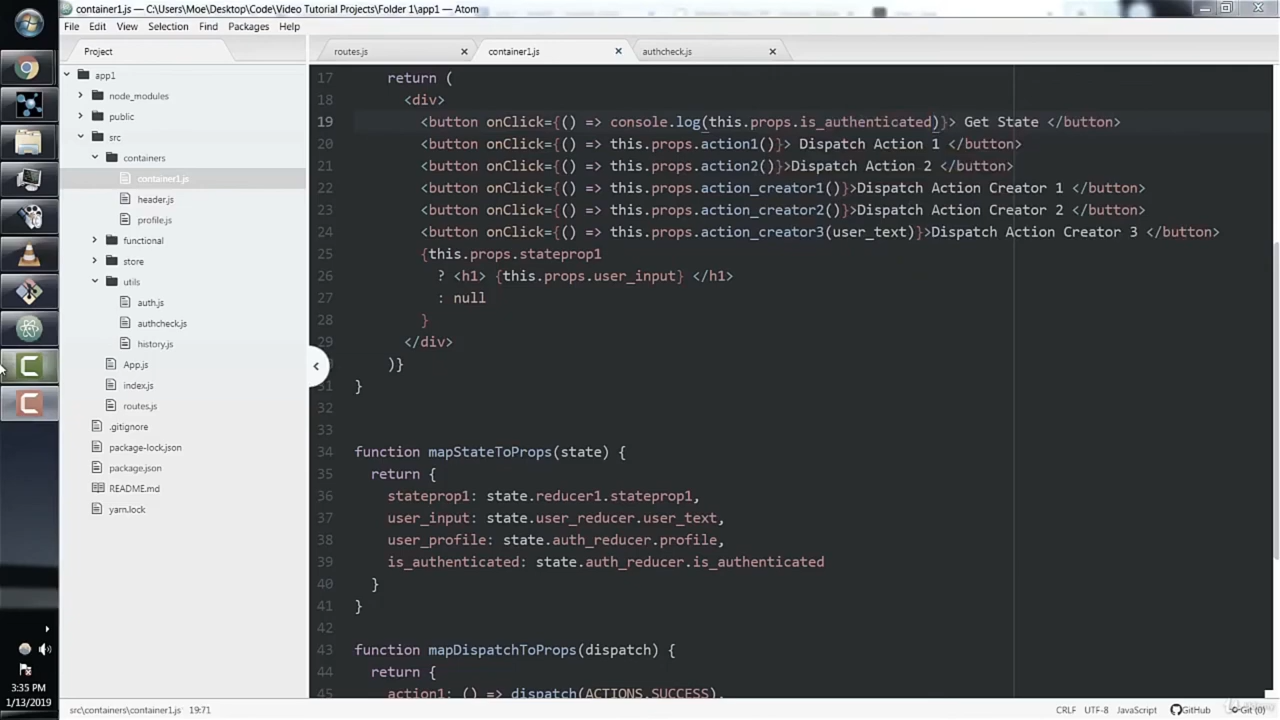 container1.js — C:\Users\Moe\Desktop\Code\Video Tutorial Projects\Folder 1\app1 — Atom
File Edit View Selection Find Packages Help
Project
routes.js
container1.js
authcheck.js
app1
node_modules
public
src
containers
container1.js
header.js
profile.js
functional
store
utils
auth.js
authcheck.js
history.js
App.js
index.js
routes.js
.gitignore
package-lock.json
package.json
README.md
yarn.lock
17 return (
18 <div>
19 <button onClick={() => console.log(this.props.is_authenticated)}> Get State </button>
20 <button onClick={() => this.props.action1()}> Dispatch Action 1 </button>
21 <button onClick={() => this.props.action2()}>Dispatch Action 2 </button>
22 <button onClick={() => this.props.action_creator1()}>Dispatch Action Creator 1 </button>
23 <button onClick={() => this.props.action_creator2()}>Dispatch Action Creator 2 </button>
24 <button onClick={() => this.props.action_creator3(user_text)}>Dispatch Action Creator 3 </button>
25 {this.props.stateprop1
26 ? <h1> {this.props.user_input} </h1>
27 : null
28 }
29 </div>
)}
31 }
32
33
34 function mapStateToProps(state) {
35 return {
36 stateprop1: state.reducer1.stateprop1,
37 user_input: state.user_reducer.user_text,
38 user_profile: state.auth_reducer.profile,
39 is_authenticated: state.auth_reducer.is_authenticated
40 }
41 }
42
43 function mapDispatchToProps(dispatch) {
44 return {
45 action1: () => dispatch(ACTIONS.SUCCESS),
3:35 PM
1/13/2019
src\containers\container1.js 19:71
CRLF UTF-8 JavaScript GitHub Git (0)